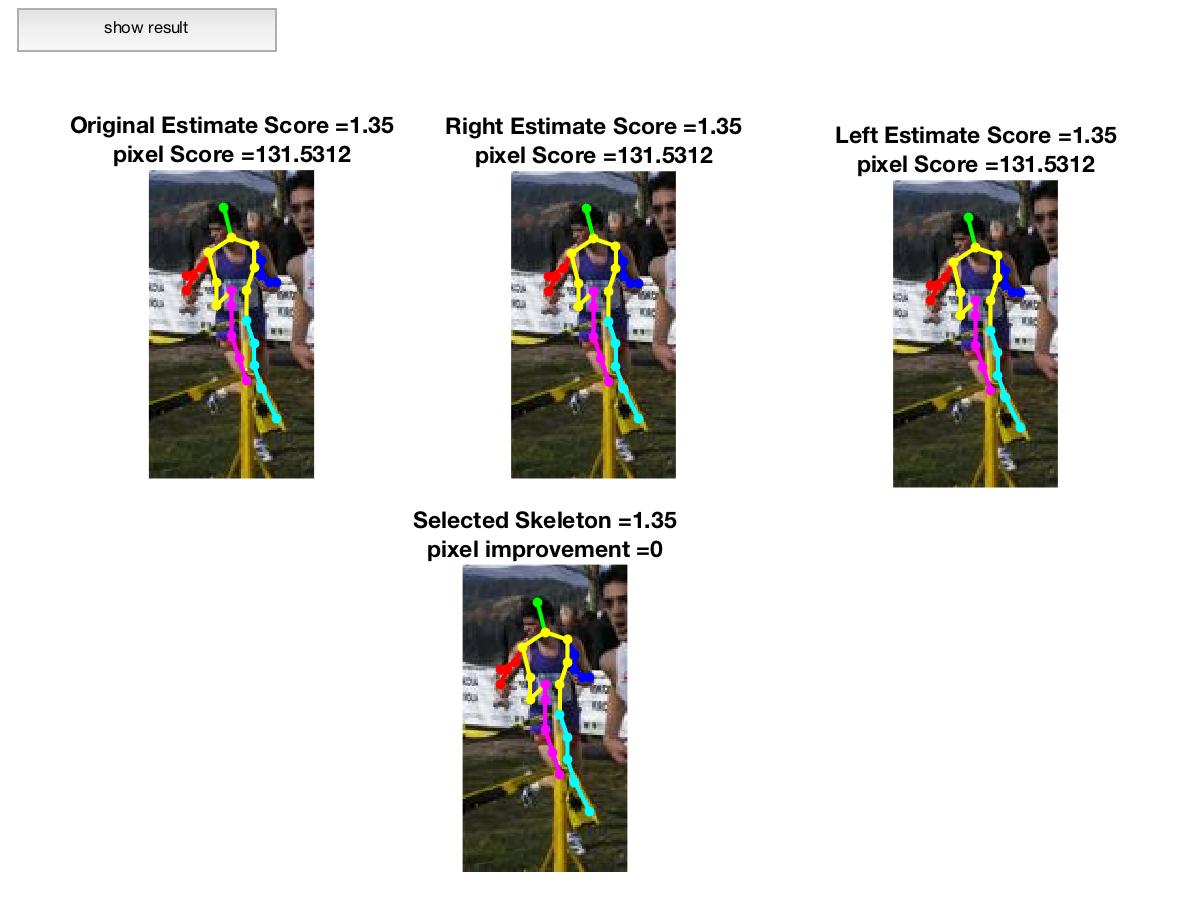 show result
Original Estimate Score =1.35
pixel Score =131.5312
Right Estimate Score =1.35
pixel Score =131.5312
Left Estimate Score =1.35
pixel Score =131.5312
Selected Skeleton =1.35
pixel improvement =0